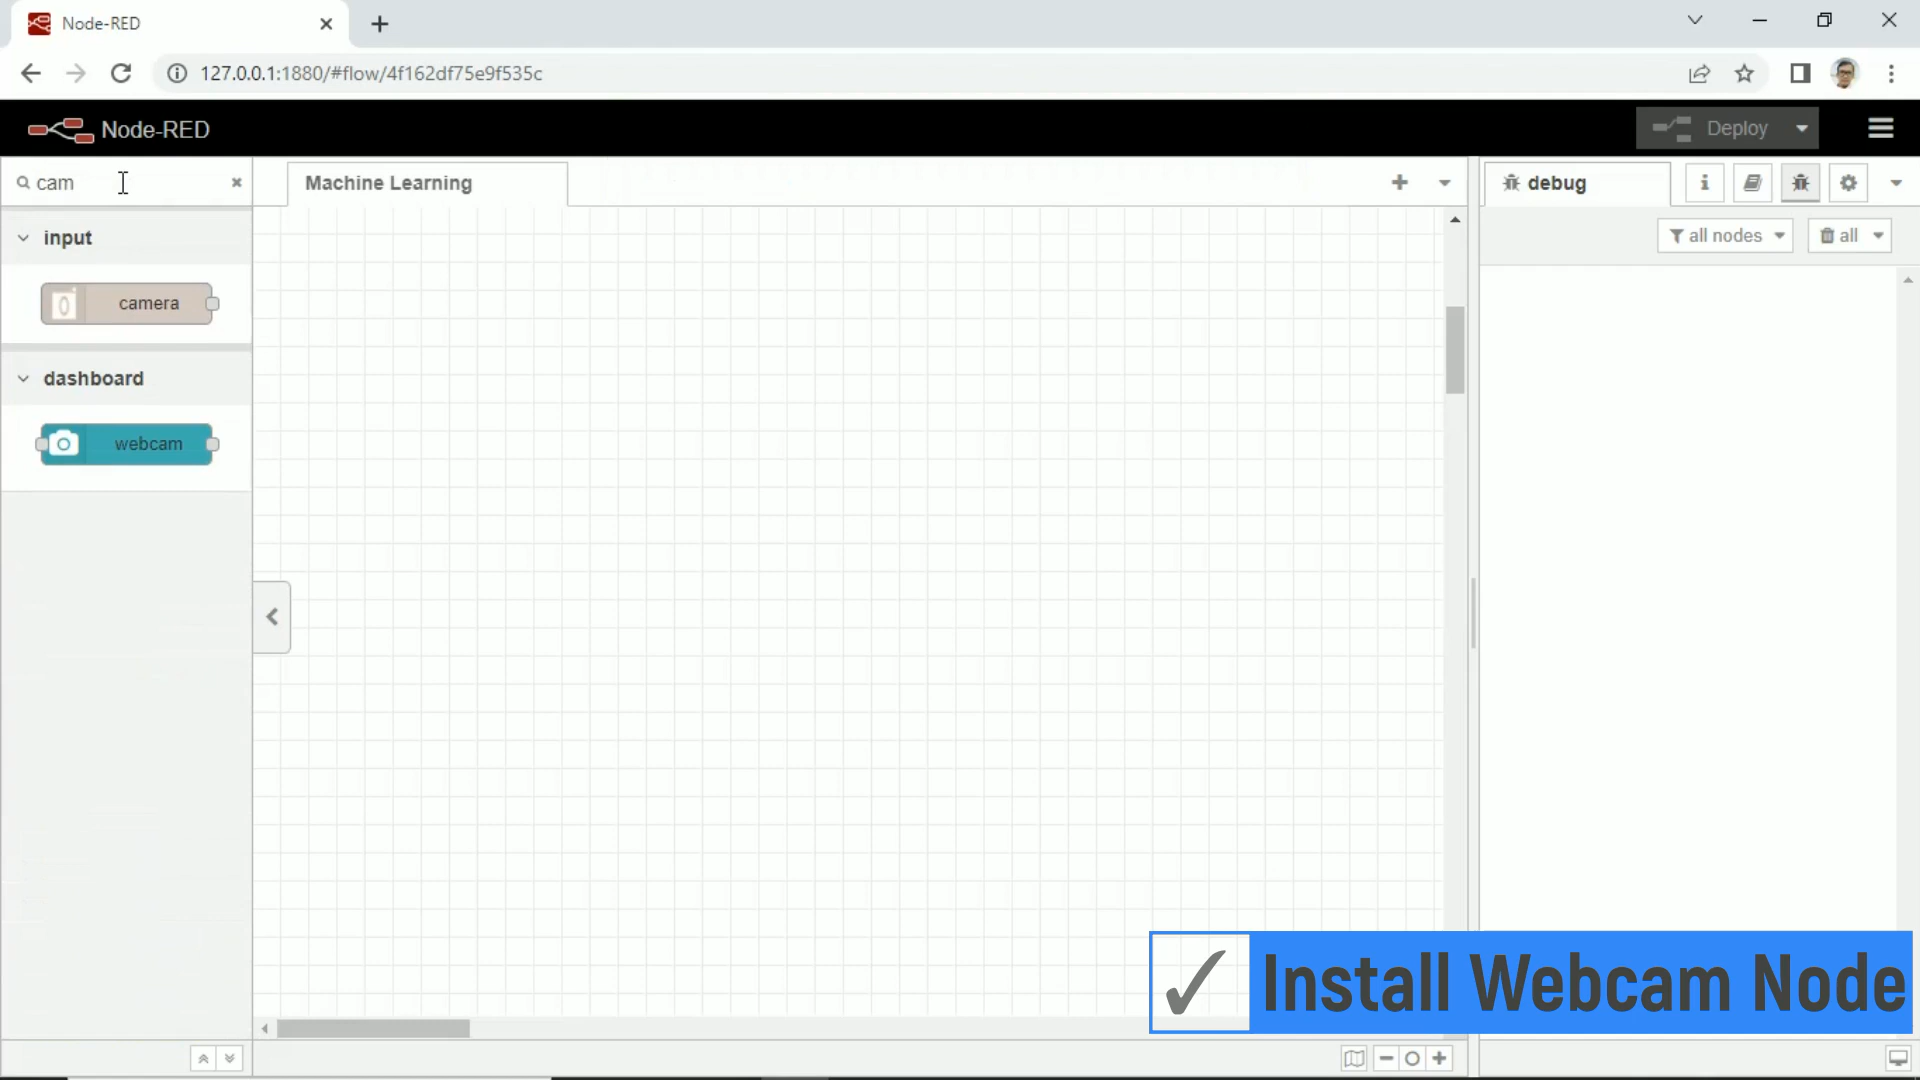 Node-RED
127.0.0.1:1880/#flow/4f162df75e9f535c
Node-RED
Deploy
cam
Machine Learning
debug
i
input
all nodes
all
camera
dashboard
webcam
Install Webcam Node